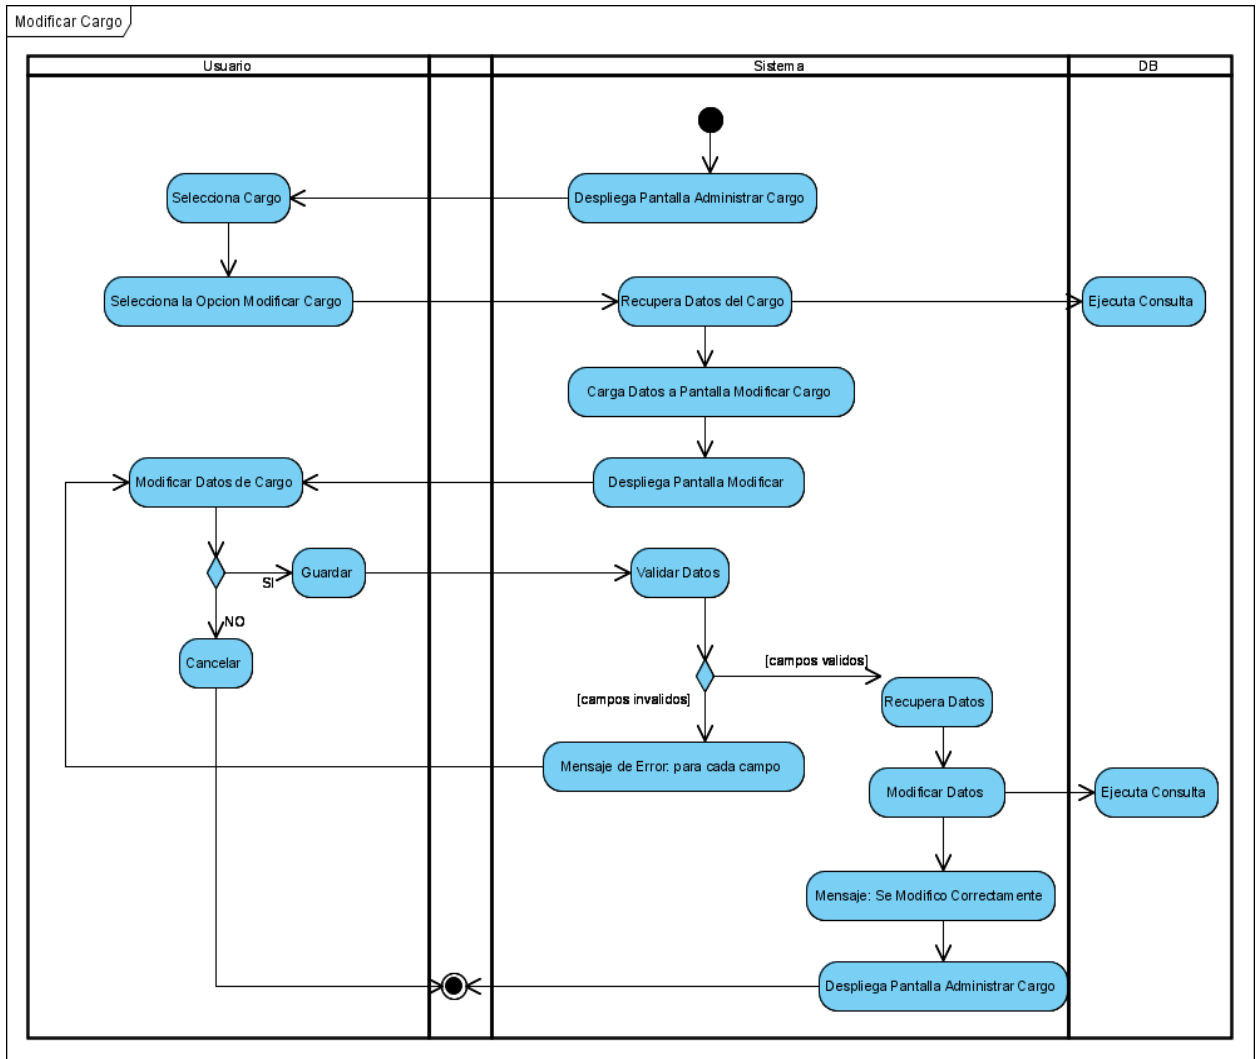 Modificar Cargo
Usuario
Sistema
DB
Selecciona Cargo
Despliega Pantalla Administrar Cargo
Selecciona la Opcion Modificar Cargo
Recupera Datos del Cargo
Ejecuta Consulta
Carga Datos a Pantalla Modificar Cargo
Modificar Datos de Cargo
Despliega Pantalla Modificar
SI
Guardar
Validar Datos
NO
Cancelar
[campos validos]
[campos invalidos]
Recupera Datos
Mensaje de Error: para cada campo
Modificar Datos
Ejecuta Consulta
Mensaje: Se Modifico Correctamente
Despliega Pantalla Administrar Cargo